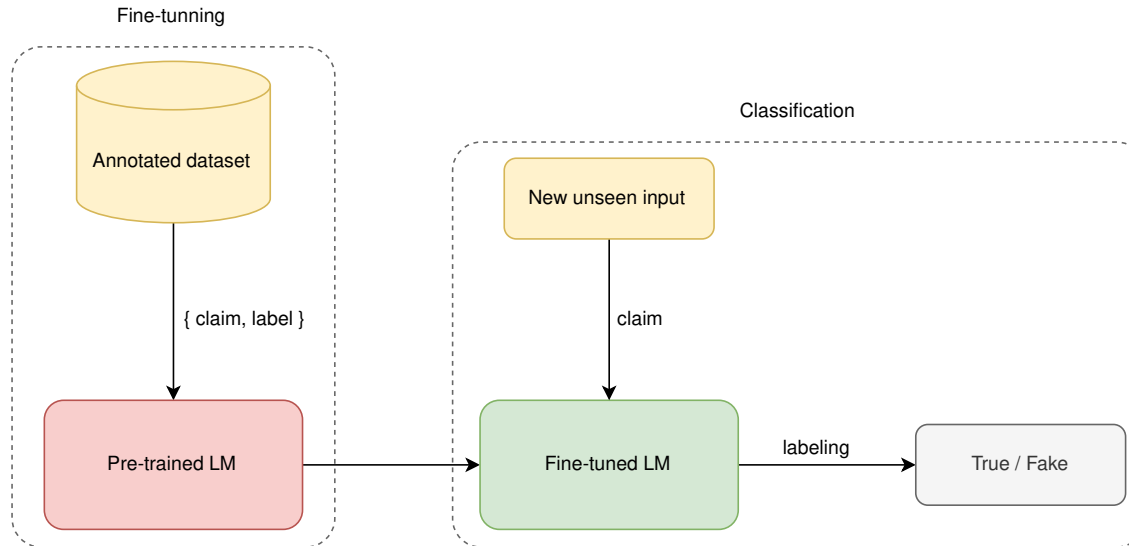 Fine-tunning
Annotated dataset
{ claim, label }
Pre-trained LM
Classification
New unseen input
claim
Fine-tuned LM
labeling
True / Fake